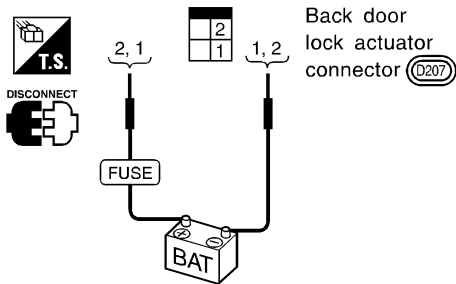 T.S.
DISCONNECT
2, 1
2
1
1, 2
Back door
lock actuator
connector D207
FUSE
+ −
BAT